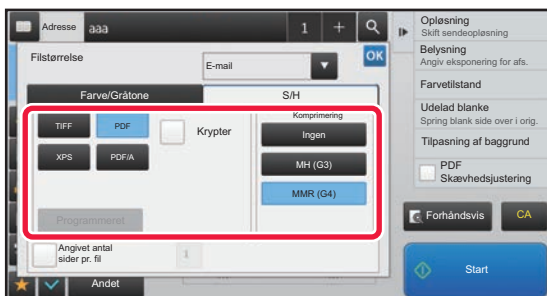 Adresse aaa 1 +
Filstørrelse
E-mail
OK
Farve/Gråtone
S/H
TIFF
PDF
Krypter
XPS
PDF/A
Programmeret
Komprimering
Ingen
MH (G3)
MMR (G4)
Angivet antal
sider pr. fil
1
Andet
Opløsning
Skift sendeopløsning
Belysning
Angiv eksponering for afs.
Farvetilstand
Udelad blanke
Spring blank side over i orig.
Tilpasning af baggrund
PDF
Skævhedsjustering
Forhåndsvis
CA
Start